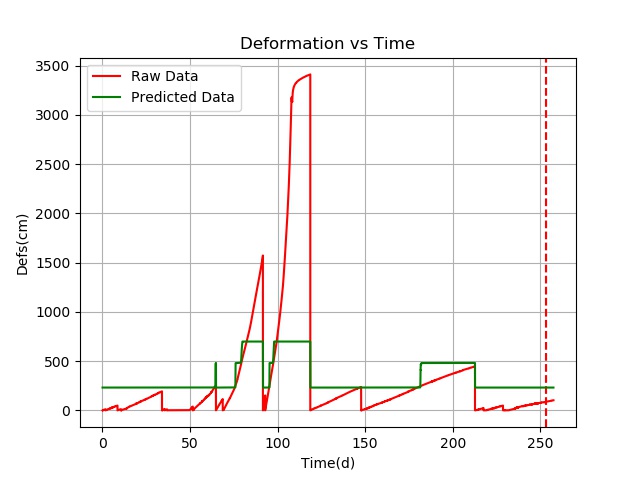 Deformation vs Time
Raw Data
Predicted Data
3500
3000
2500
2000
1500
1000
500
0
Defs(cm)
0 50 100 150 200 250
Time(d)